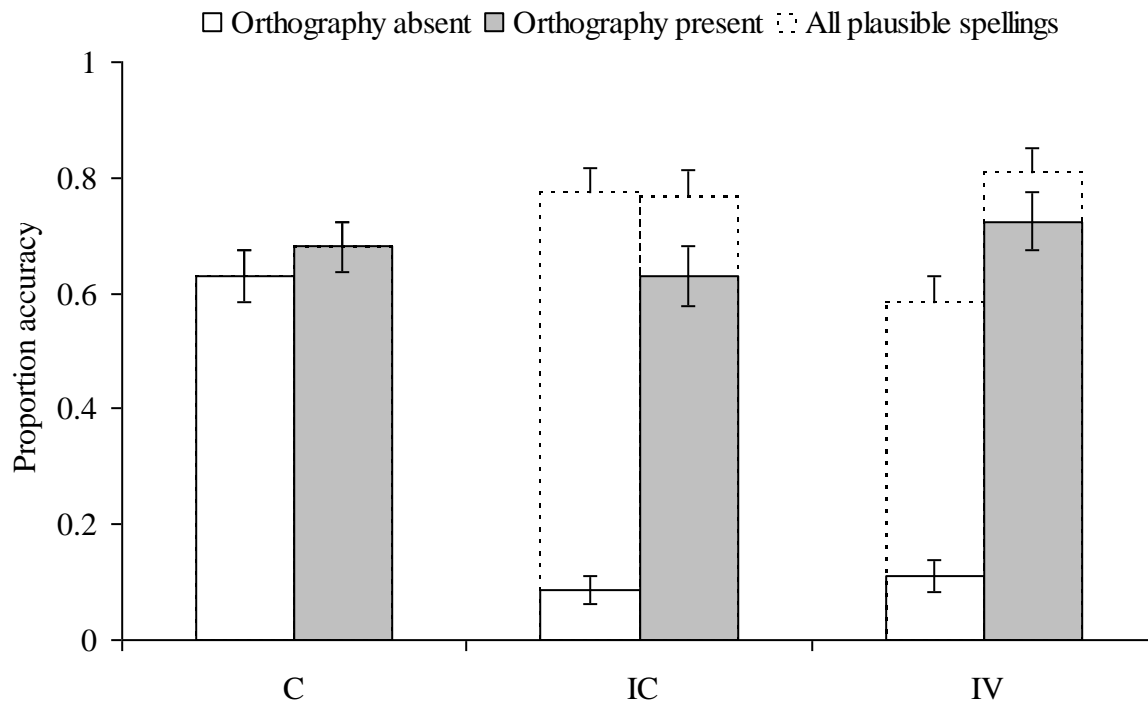 Orthography absent Orthography present All plausible spellings
1
0.8
0.6
0.4
0.2
0
Proportion accuracy
C IC IV